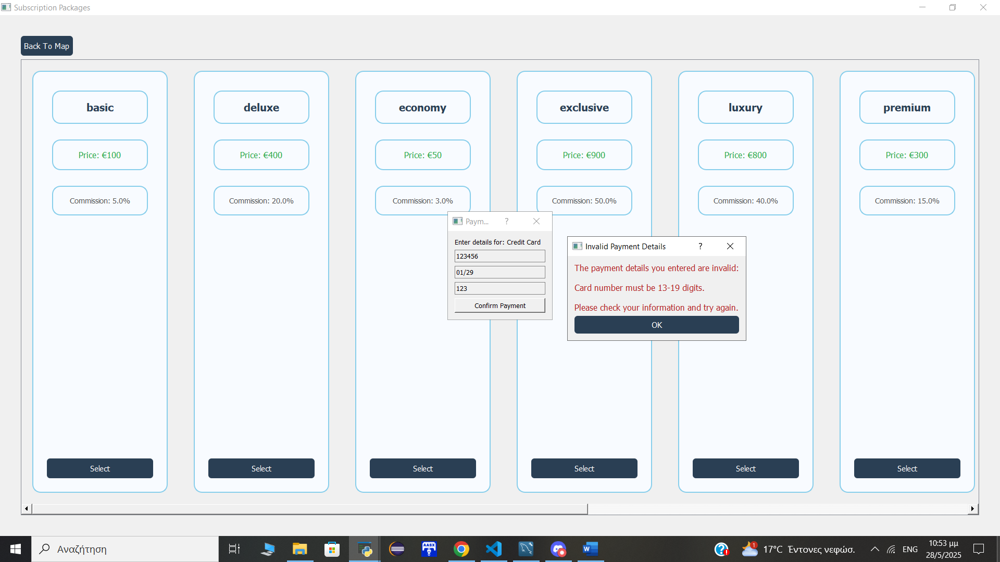 Subscription Packages
Back To Map
basic
Price: €100
Commission: 5.0%
Select
deluxe
Price: €400
Commission: 20.0%
Select
economy
Price: €50
Commission: 3.0%
Select
exclusive
Price: €900
Commission: 50.0%
Select
luxury
Price: €800
Commission: 40.0%
Select
premium
Price: €300
Commission: 15.0%
Select
Paym...
?
Enter details for: Credit Card
123456
01/29
123
Confirm Payment
Invalid Payment Details
?
The payment details you entered are invalid:
Card number must be 13-19 digits.
Please check your information and try again.
OK
Αναζήτηση
AASX
W
1
17°C Έντονες νεφώσ.
ENG
10:53 μμ
28/5/2025